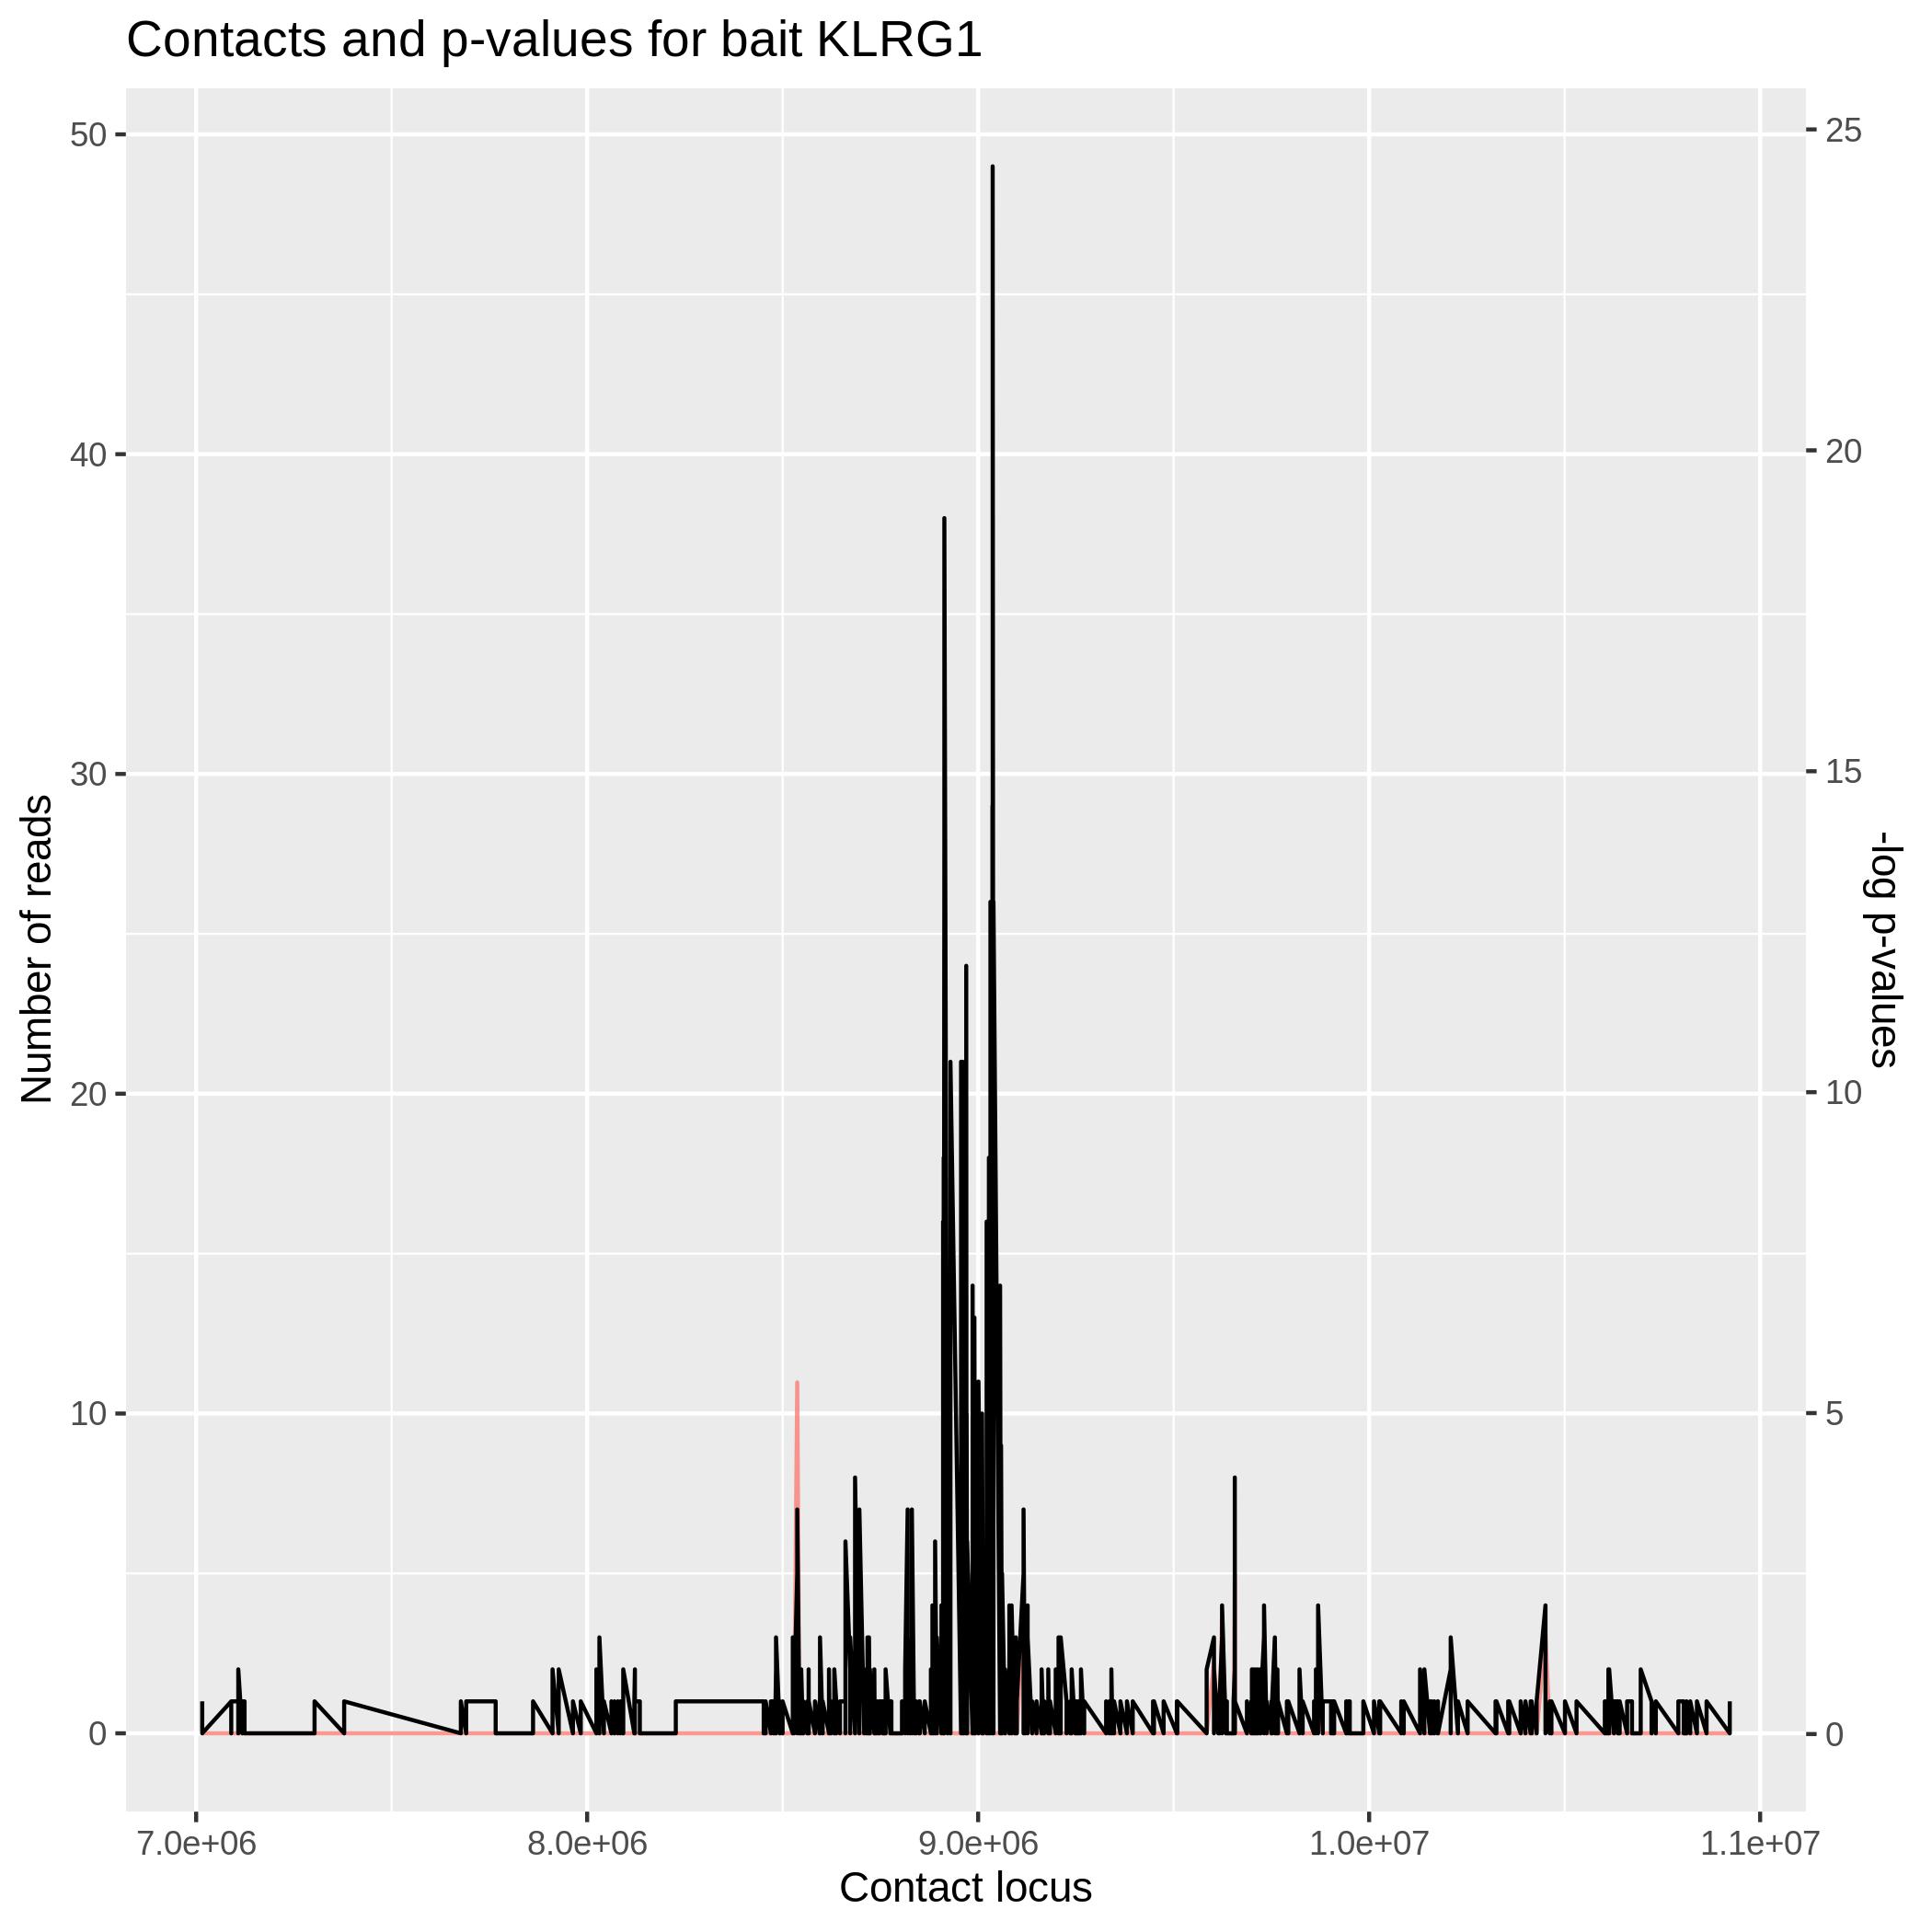 Contacts and p-values for bait KLRG1
Number of reads
50
40
30
20
10
0
25
20
15
10
5
0
-log p-values
7.0e+06 8.0e+06 9.0e+06 1.0e+07 1.1e+07
Contact locus